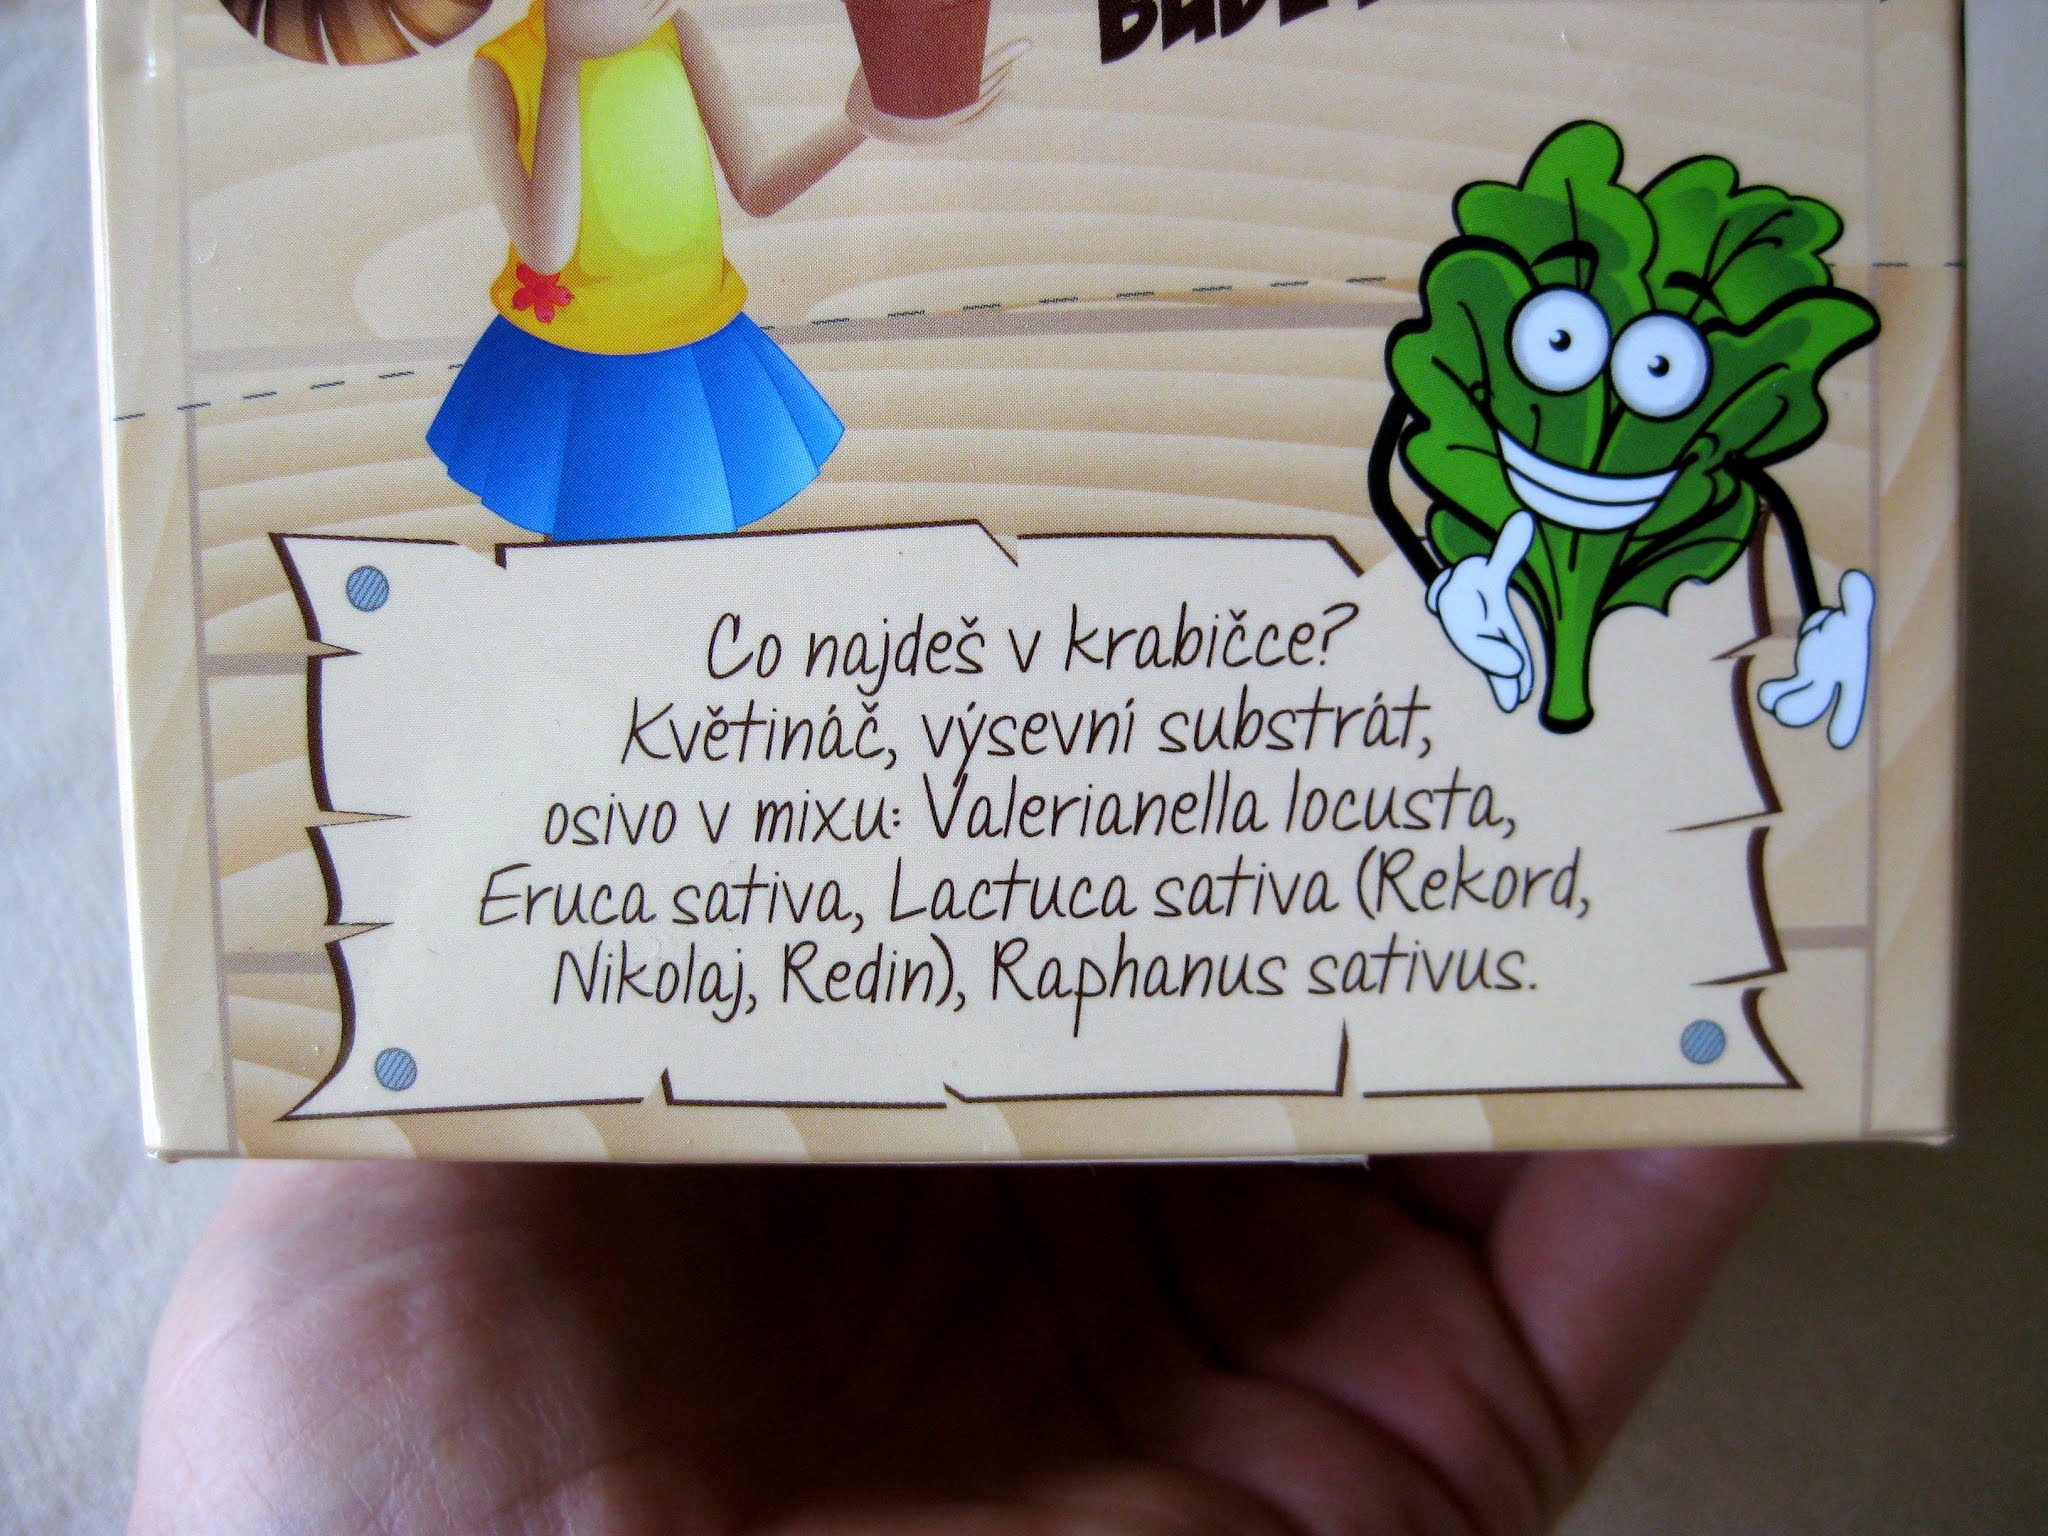 Co najdeš v krabičce?
Květináč, výsevní substrát,
osivo v mixu: Valerianella locusta,
Eruca sativa, Lactuca sativa (Rekord,
Nikolaj, Redin), Raphanus sativus.